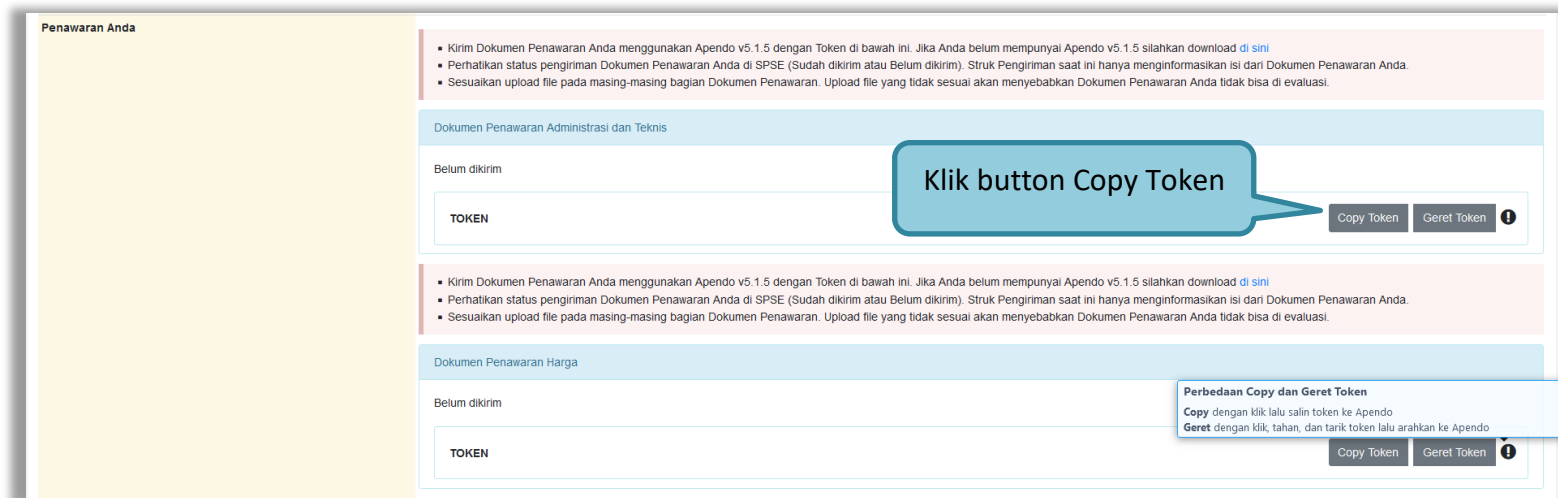 Penawaran Anda
▪ Kirim Dokumen Penawaran Anda menggunakan Apendo v5.1.5 dengan Token di bawah ini. Jika Anda belum mempunyai Apendo v5.1.5 silahkan download di sini
▪ Perhatikan status pengiriman Dokumen Penawaran Anda di SPSE (Sudah dikirim atau Belum dikirim). Struk Pengiriman saat ini hanya menginformasikan isi dari Dokumen Penawaran Anda.
▪ Sesuaikan upload file pada masing-masing bagian Dokumen Penawaran. Upload file yang tidak sesuai akan menyebabkan Dokumen Penawaran Anda tidak bisa di evaluasi.
Dokumen Penawaran Administrasi dan Teknis
Belum dikirim
Klik button Copy Token
TOKEN
Copy Token Geret Token
▪ Kirim Dokumen Penawaran Anda menggunakan Apendo v5.1.5 dengan Token di bawah ini. Jika Anda belum mempunyai Apendo v5.1.5 silahkan download di sini
▪ Perhatikan status pengiriman Dokumen Penawaran Anda di SPSE (Sudah dikirim atau Belum dikirim). Struk Pengiriman saat ini hanya menginformasikan isi dari Dokumen Penawaran Anda.
▪ Sesuaikan upload file pada masing-masing bagian Dokumen Penawaran. Upload file yang tidak sesuai akan menyebabkan Dokumen Penawaran Anda tidak bisa di evaluasi.
Dokumen Penawaran Harga
Belum dikirim
Perbedaan Copy dan Geret Token
Copy dengan klik lalu salin token ke Apendo
Geret dengan klik, tahan, dan tarik token lalu arahkan ke Apendo
TOKEN
Copy Token Geret Token